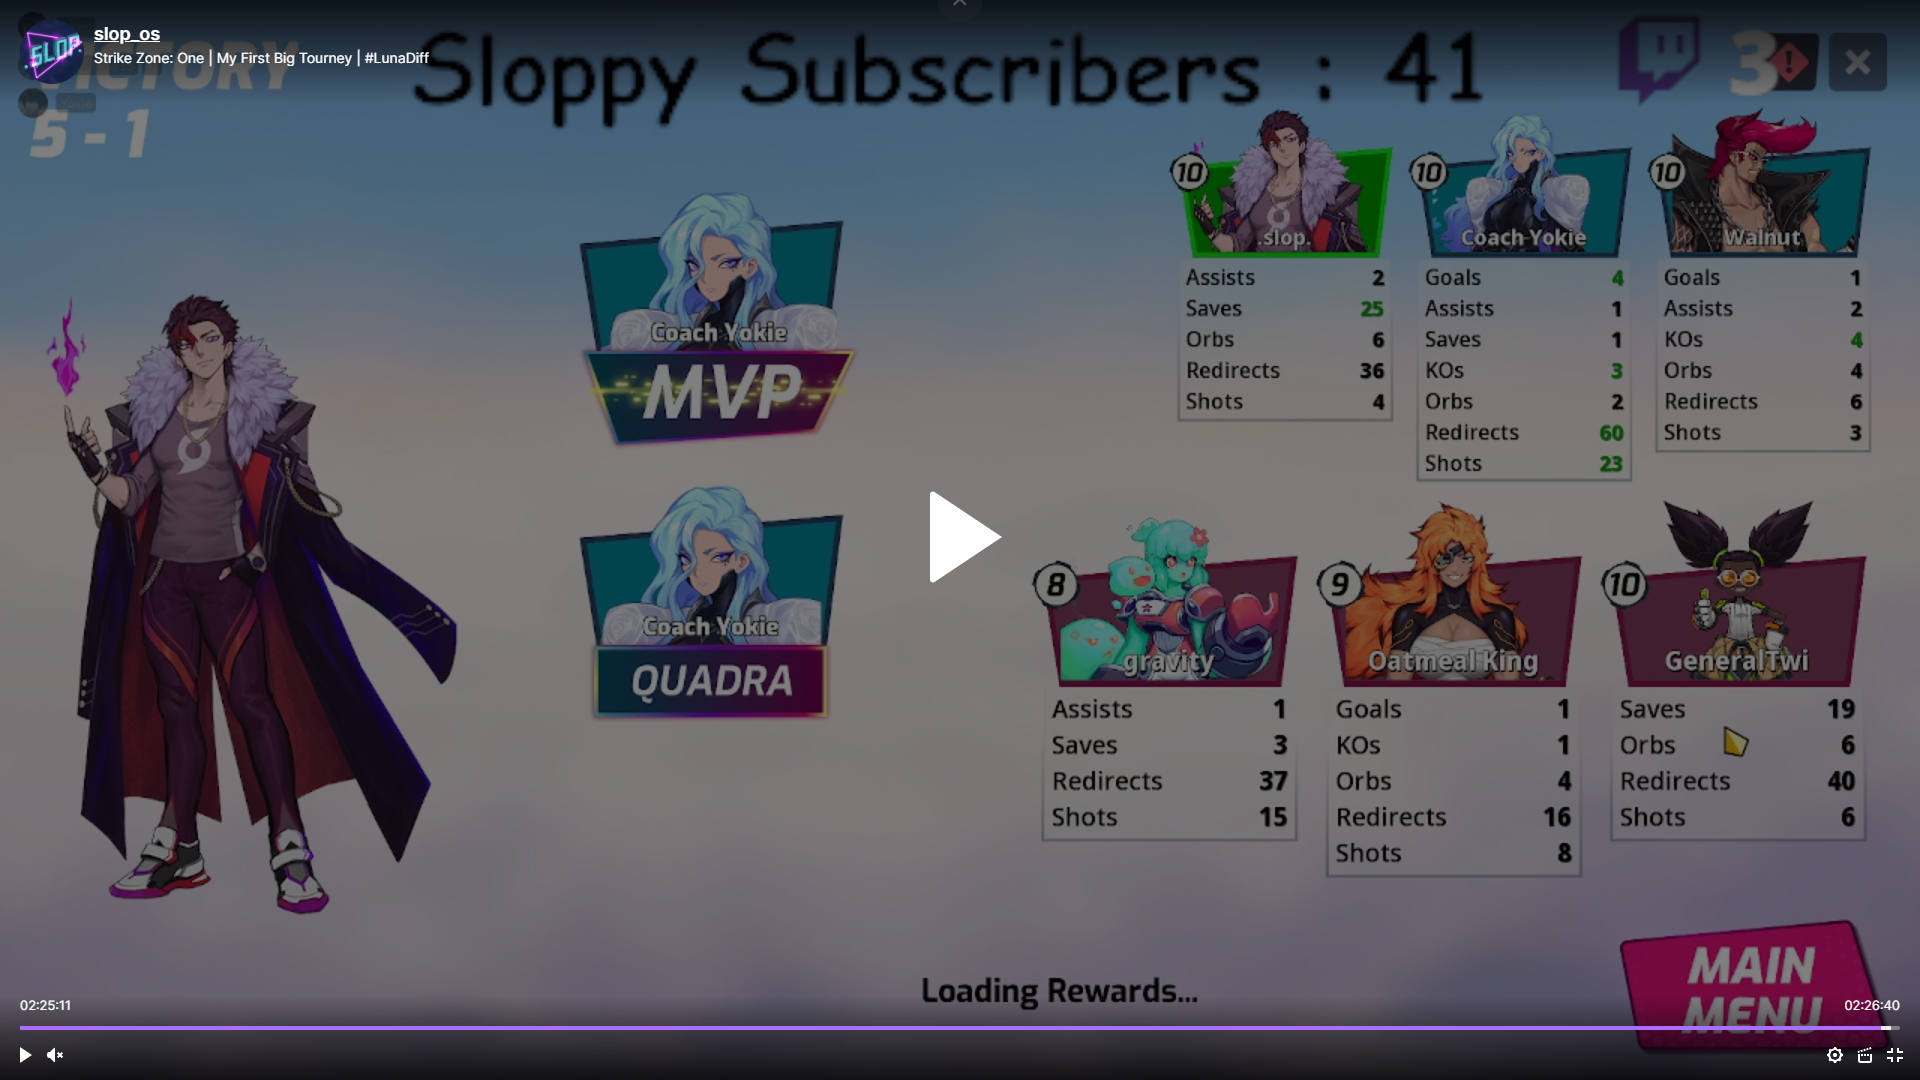 slop_os
Strike Zone: One | My First Big Tourney | #LunaDiff
SLOP
VICTORY
5 - 1
Yokie
Sloppy Subscribers : 41
3
10
.slop.
Assists 2
Saves 25
Orbs 6
Redirects 36
Shots 4
10
Coach Yokie
Goals 4
Assists 1
Saves 1
KOs 3
Orbs 2
Redirects 60
Shots 23
10
Walnut
Goals 1
Assists 2
KOs 4
Orbs 4
Redirects 6
Shots 3
Coach Yokie
MVP
Coach Yokie
QUADRA
8
gravity
Assists 1
Saves 3
Redirects 37
Shots 15
9
Oatmeal King
Goals 1
KOs 1
Orbs 4
Redirects 16
Shots 8
10
GeneralTwi
Saves 19
Orbs 6
Redirects 40
Shots 6
Loading Rewards...
MAIN
MENU
02:25:11
02:26:40